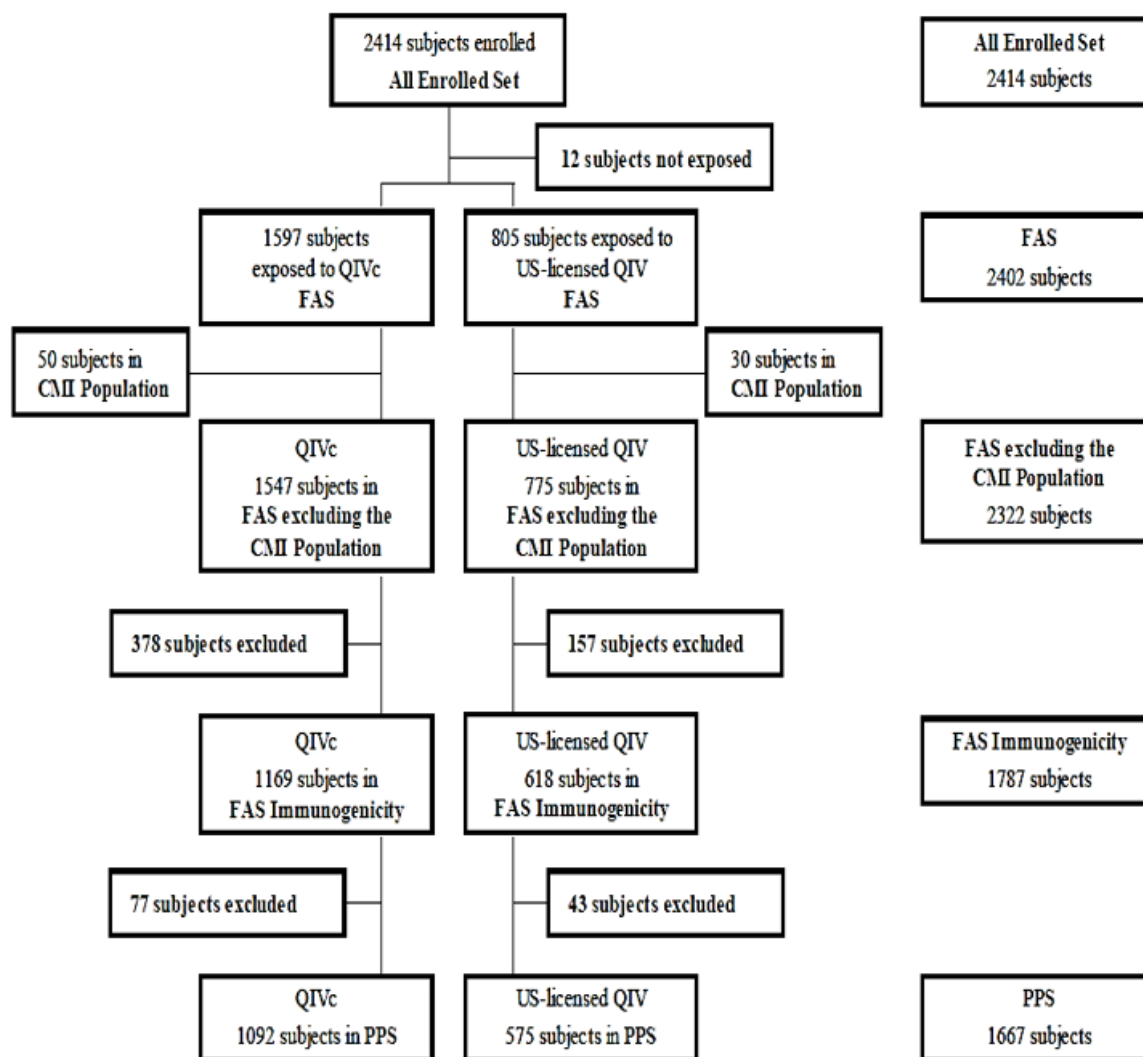 2414 subjects enrolled
All Enrolled Set
All Enrolled Set
2414 subjects
12 subjects not exposed
1597 subjects
exposed to QIVc
FAS
805 subjects exposed to
US-licensed QIV
FAS
FAS
2402 subjects
50 subjects in
CMI Population
30 subjects in
CMI Population
QIVc
1547 subjects in
FAS excluding the
CMI Population
US-licensed QIV
775 subjects in
FAS excluding the
CMI Population
FAS excluding the
CMI Population
2322 subjects
378 subjects excluded
157 subjects excluded
QIVc
1169 subjects in
FAS Immunogenicity
US-licensed QIV
618 subjects in
FAS Immunogenicity
FAS Immunogenicity
1787 subjects
77 subjects excluded
43 subjects excluded
QIVc
1092 subjects in PPS
US-licensed QIV
575 subjects in PPS
PPS
1667 subjects